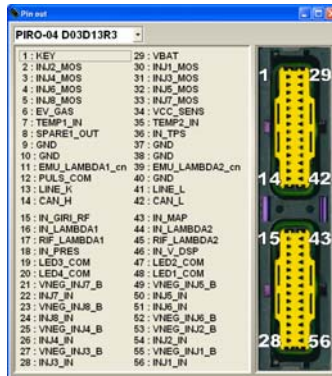 Pin out
PIRO-04 D03D13R3
1 : KEY 29 : VBAT
2 : INJ2_MOS 30 : INJ1_MOS
3 : INJ4_MOS 31 : INJ3_MOS
4 : INJ6_MOS 32 : INJ5_MOS
5 : INJ8_MOS 33 : INJ7_MOS
6 : EV_GAS 34 : VCC_SENS
7 : TEMP1_IN 35 : TEMP2_IN
8 : SPARE1_OUT 36 : IN_TPS
9 : GND 37 : GND
10 : GND 38 : GND
11 : EMU_LAMBDA1_cn 39 : EMU_LAMBDA2_cn
12 : PULS_COM 40 : GND
13 : LINE_K 41 : LINE_L
14 : CAN_H 42 : CAN_L
15 : IN_GIRI_RF 43 : IN_MAP
16 : IN_LAMBDA1 44 : IN_LAMBDA2
17 : RIF_LAMBDA1 45 : RIF_LAMBDA2
18 : IN_PRES 46 : IN_V_DSP
19 : LED3_COM 47 : LED2_COM
20 : LED4_COM 48 : LED1_COM
21 : VNEG_INJ7_B 49 : VNEG_INJ5_B
22 : INJ7_IN 50 : INJ5_IN
23 : VNEG_INJ8_B 51 : INJ6_IN
24 : INJ8_IN 52 : VNEG_INJ6_B
25 : VNEG_INJ4_B 53 : VNEG_INJ2_B
26 : INJ4_IN 54 : INJ2_IN
27 : VNEG_INJ3_B 55 : VNEG_INJ1_B
28 : INJ3_IN 56 : INJ1_IN
1 29
14 42
15 43
28 56